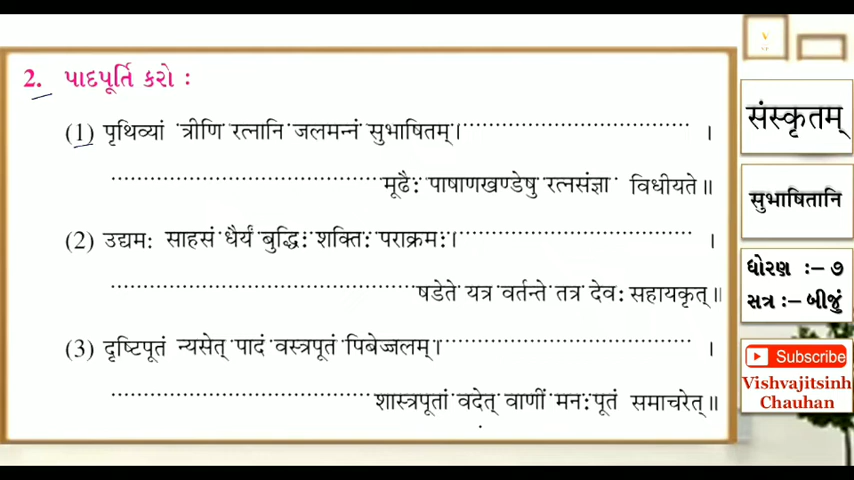 2. પાદપૂર્તિ કરો :
(1) पृथिव्यां त्रीणि रत्नानि जलमन्नं सुभाषितम्। ............................................ ।
.................................................... मूढैः पाषाणखण्डेषु रत्नसंज्ञा विधीयते॥
(2) उद्यमः साहसं धैर्यं बुद्धिः शक्तिः पराक्रमः। ............................................ ।
.................................................... षडेते यत्र वर्तन्ते तत्र देवः सहायकृत्॥
(3) दृष्टिपूतं न्यसेत् पादं वस्त्रपूतं पिबेज्जलम्। ............................................ ।
.................................................... शास्त्रपूतां वदेत् वाणीं मनःपूतं समाचरेत्॥
संस्कृतम्
सुभाषितानि
ધોરણ :– ૭
સત્ર :– બીજું
Subscribe
Vishvajitsinh
Chauhan